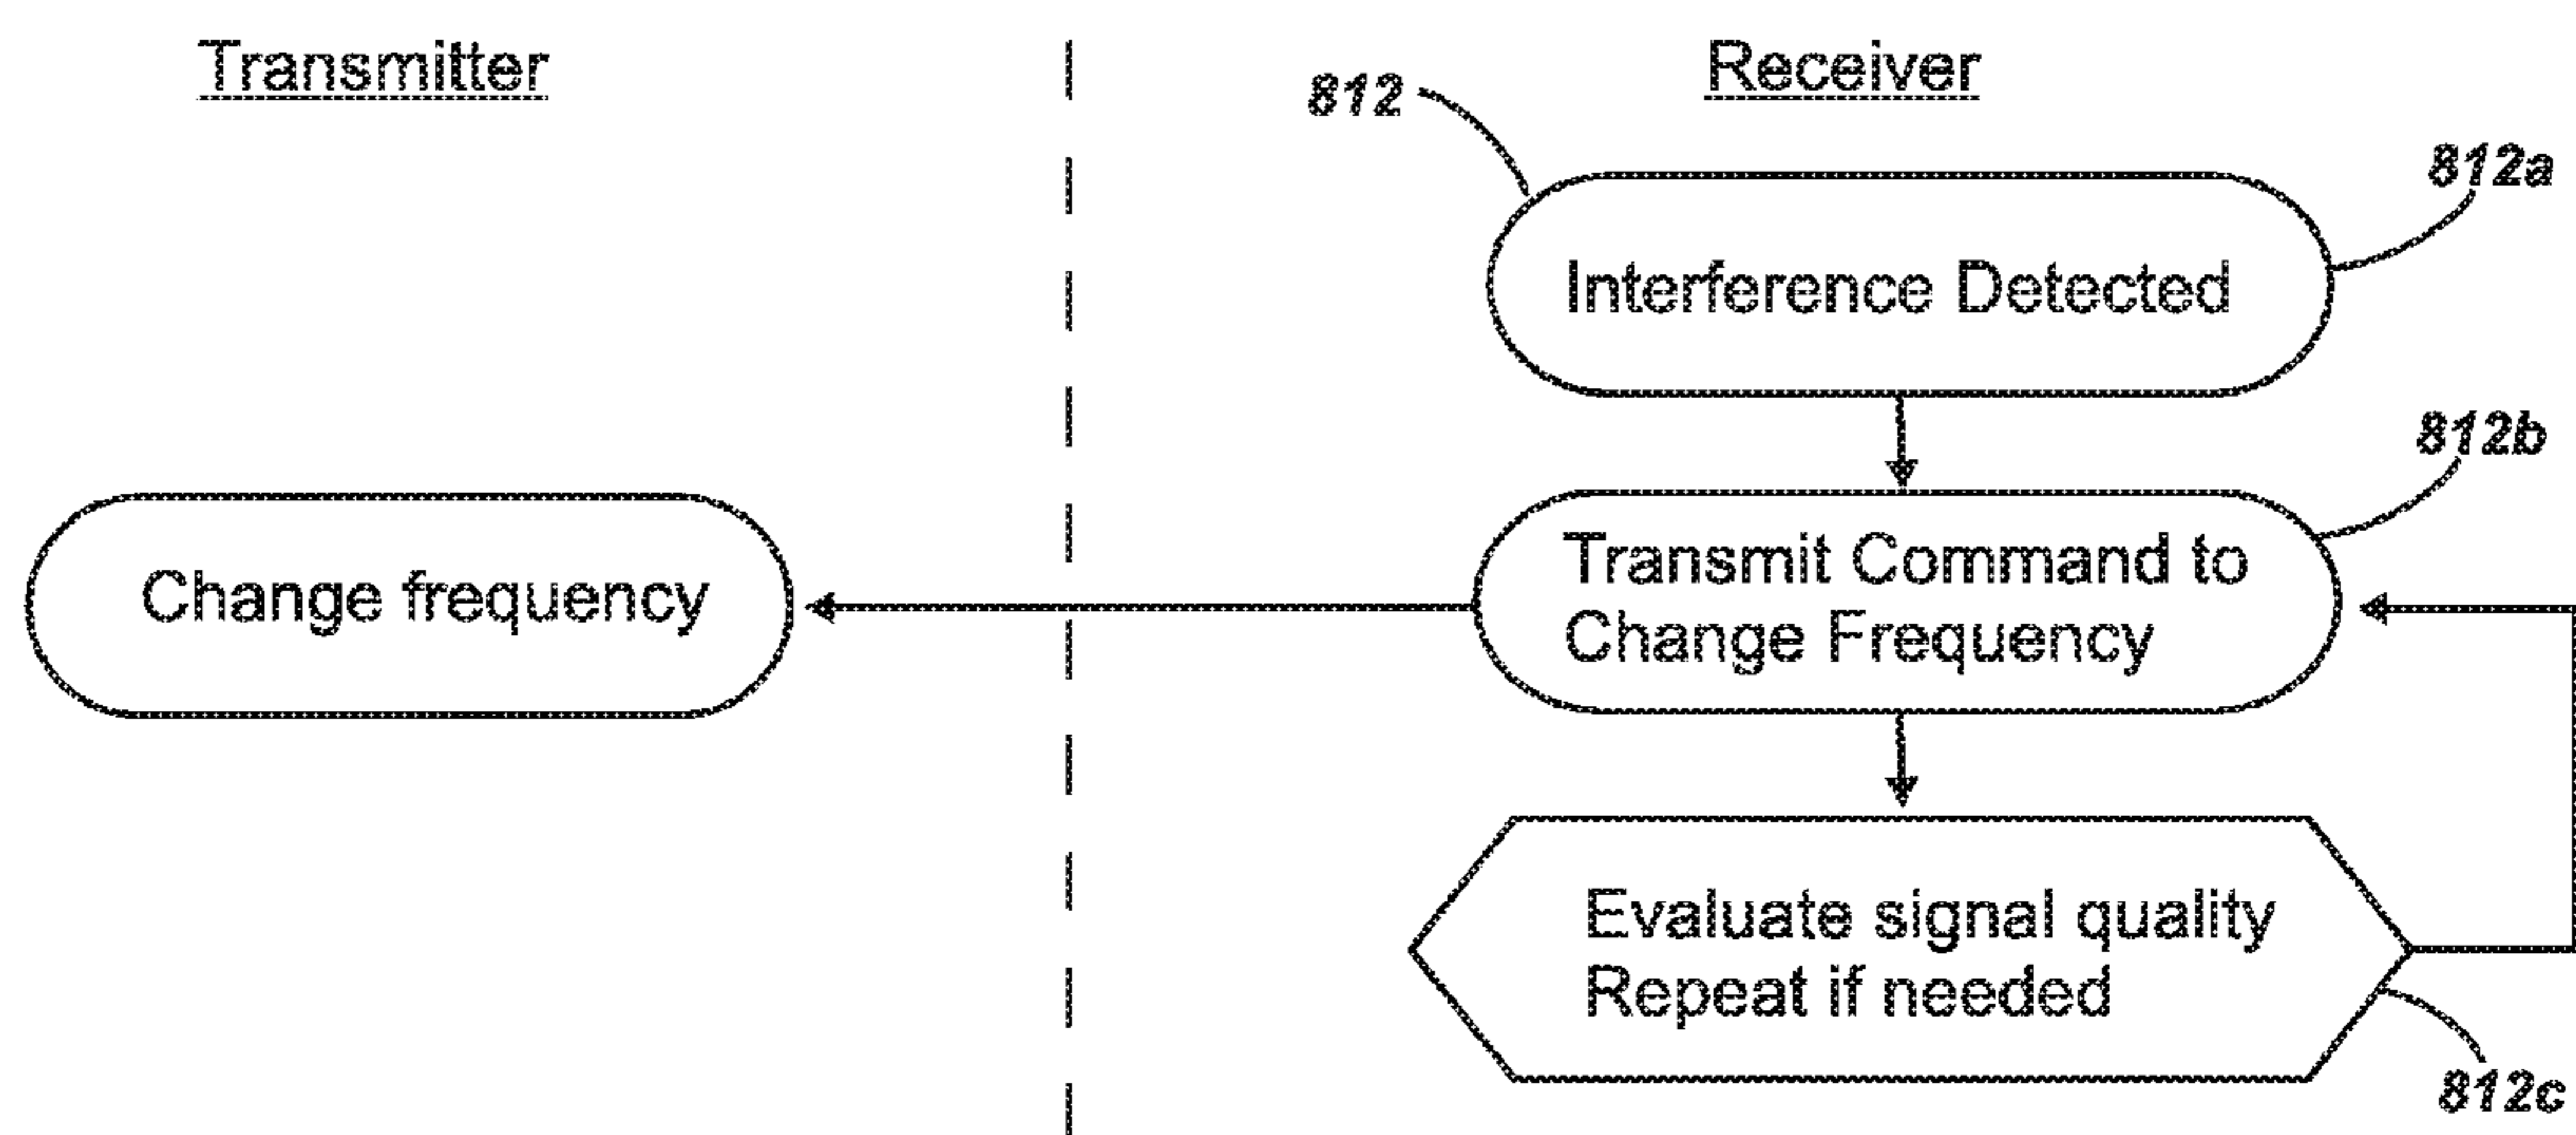 Transmitter
Receiver
812
812a
Interference Detected
812b
Transmit Command to
Change Frequency
Change frequency
Evaluate signal quality
Repeat if needed
812c